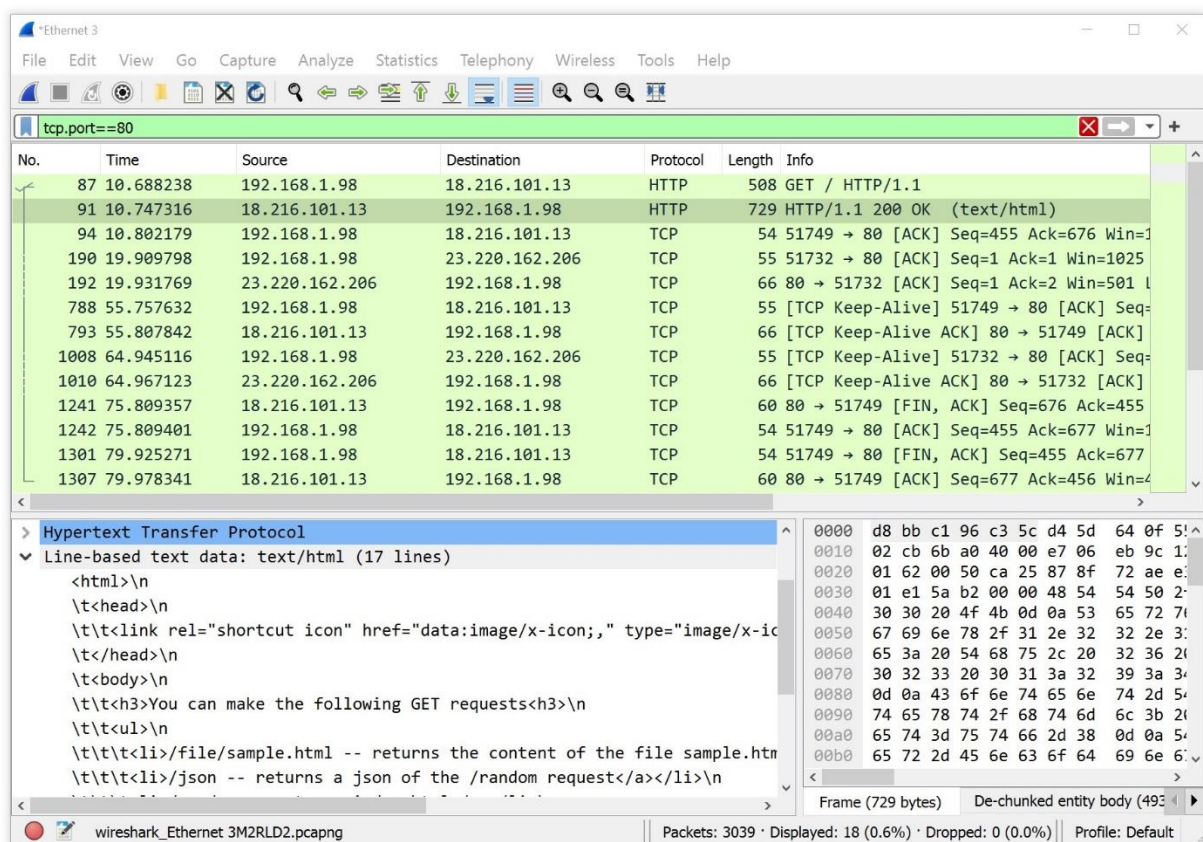 *Ethernet 3
File Edit View Go Capture Analyze Statistics Telephony Wireless Tools Help
tcp.port==80
No. Time Source Destination Protocol Length Info
87 10.688238 192.168.1.98 18.216.101.13 HTTP 508 GET / HTTP/1.1
91 10.747316 18.216.101.13 192.168.1.98 HTTP 729 HTTP/1.1 200 OK (text/html)
94 10.802179 192.168.1.98 18.216.101.13 TCP 54 51749 → 80 [ACK] Seq=455 Ack=676 Win=1
190 19.909798 192.168.1.98 23.220.162.206 TCP 55 51732 → 80 [ACK] Seq=1 Ack=1 Win=1025
192 19.931769 23.220.162.206 192.168.1.98 TCP 66 80 → 51732 [ACK] Seq=1 Ack=2 Win=501 L
788 55.757632 192.168.1.98 18.216.101.13 TCP 55 [TCP Keep-Alive] 51749 → 80 [ACK] Seq=
793 55.807842 18.216.101.13 192.168.1.98 TCP 66 [TCP Keep-Alive ACK] 80 → 51749 [ACK]
1008 64.945116 192.168.1.98 23.220.162.206 TCP 55 [TCP Keep-Alive] 51732 → 80 [ACK] Seq=
1010 64.967123 23.220.162.206 192.168.1.98 TCP 66 [TCP Keep-Alive ACK] 80 → 51732 [ACK]
1241 75.809357 18.216.101.13 192.168.1.98 TCP 60 80 → 51749 [FIN, ACK] Seq=676 Ack=455
1242 75.809401 192.168.1.98 18.216.101.13 TCP 54 51749 → 80 [ACK] Seq=455 Ack=677 Win=1
1301 79.925271 192.168.1.98 18.216.101.13 TCP 54 51749 → 80 [FIN, ACK] Seq=455 Ack=677
1307 79.978341 18.216.101.13 192.168.1.98 TCP 60 80 → 51749 [ACK] Seq=677 Ack=456 Win=4
Hypertext Transfer Protocol
Line-based text data: text/html (17 lines)
<html>\n
\t<head>\n
\t\t<link rel="shortcut icon" href="data:image/x-icon;," type="image/x-ic
\t</head>\n
\t<body>\n
\t\t<h3>You can make the following GET requests<h3>\n
\t\t<ul>\n
\t\t\t<li>/file/sample.html -- returns the content of the file sample.htm
\t\t\t<li>/json -- returns a json of the /random request</a></li>\n
0000 d8 bb c1 96 c3 5c d4 5d 64 0f
0010 02 cb 6b a0 40 00 e7 06 eb 9c
0020 01 62 00 50 ca 25 87 8f 72 ae
0030 01 e1 5a b2 00 00 48 54 54 50
0040 30 30 20 4f 4b 0d 0a 53 65 72
0050 67 69 6e 78 2f 31 2e 32 32 2e
0060 65 3a 20 54 68 75 2c 20 32 36
0070 30 32 33 20 30 31 3a 32 39 3a
0080 0d 0a 43 6f 6e 74 65 6e 74 2d
0090 74 65 78 74 2f 68 74 6d 6c 3b
00a0 65 74 3d 75 74 66 2d 38 0d 0a
00b0 65 72 2d 45 6e 63 6f 64 69 6e
Frame (729 bytes) De-chunked entity body (493
wireshark_Ethernet 3M2RLD2.pcapng Packets: 3039 · Displayed: 18 (0.6%) · Dropped: 0 (0.0%) Profile: Default